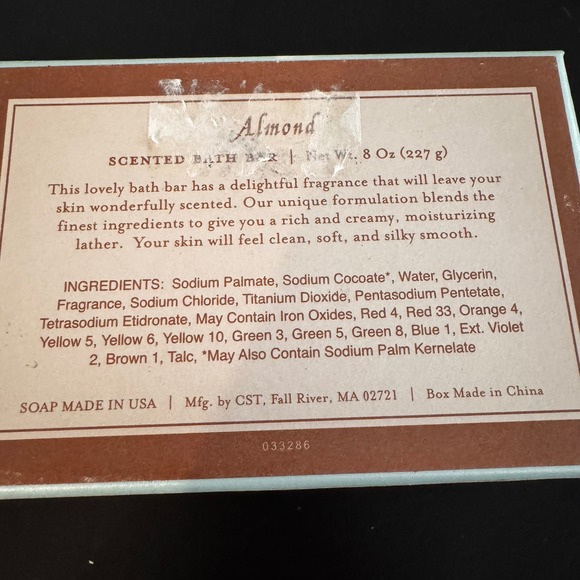 Almond
SCENTED BATH BAR | Net Wt. 8 Oz (227 g)
This lovely bath bar has a delightful fragrance that will leave your
skin wonderfully scented. Our unique formulation blends the
finest ingredients to give you a rich and creamy, moisturizing
lather. Your skin will feel clean, soft, and silky smooth.
INGREDIENTS: Sodium Palmate, Sodium Cocoate*, Water, Glycerin,
Fragrance, Sodium Chloride, Titanium Dioxide, Pentasodium Pentetate,
Tetrasodium Etidronate, May Contain Iron Oxides, Red 4, Red 33, Orange 4,
Yellow 5, Yellow 6, Yellow 10, Green 3, Green 5, Green 8, Blue 1, Ext. Violet
2, Brown 1, Talc, *May Also Contain Sodium Palm Kernelate
SOAP MADE IN USA | Mfg. by CST, Fall River, MA 02721 | Box Made in China
033286